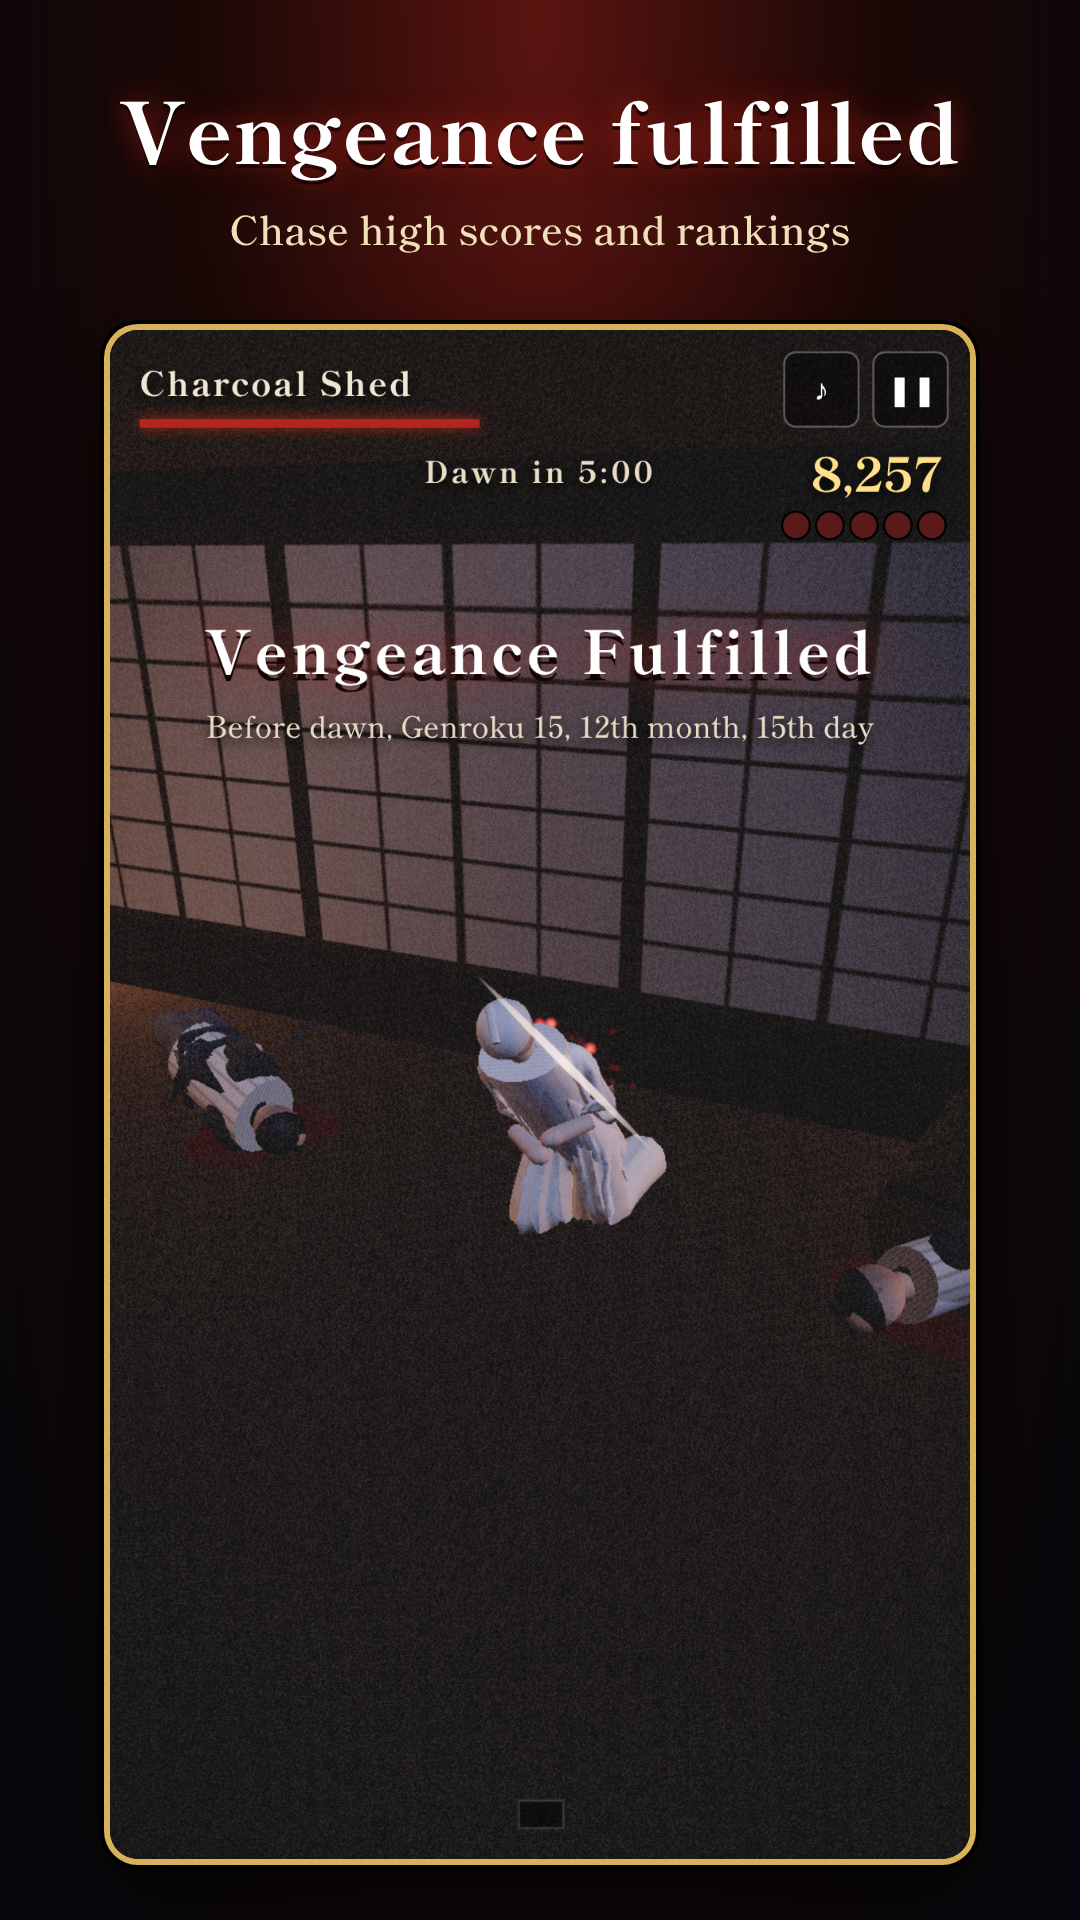 Vengeance fulfilled
Chase high scores and rankings
Charcoal Shed
♪
Dawn in 5:00
8,257
Vengeance Fulfilled
Before dawn, Genroku 15, 12th month, 15th day